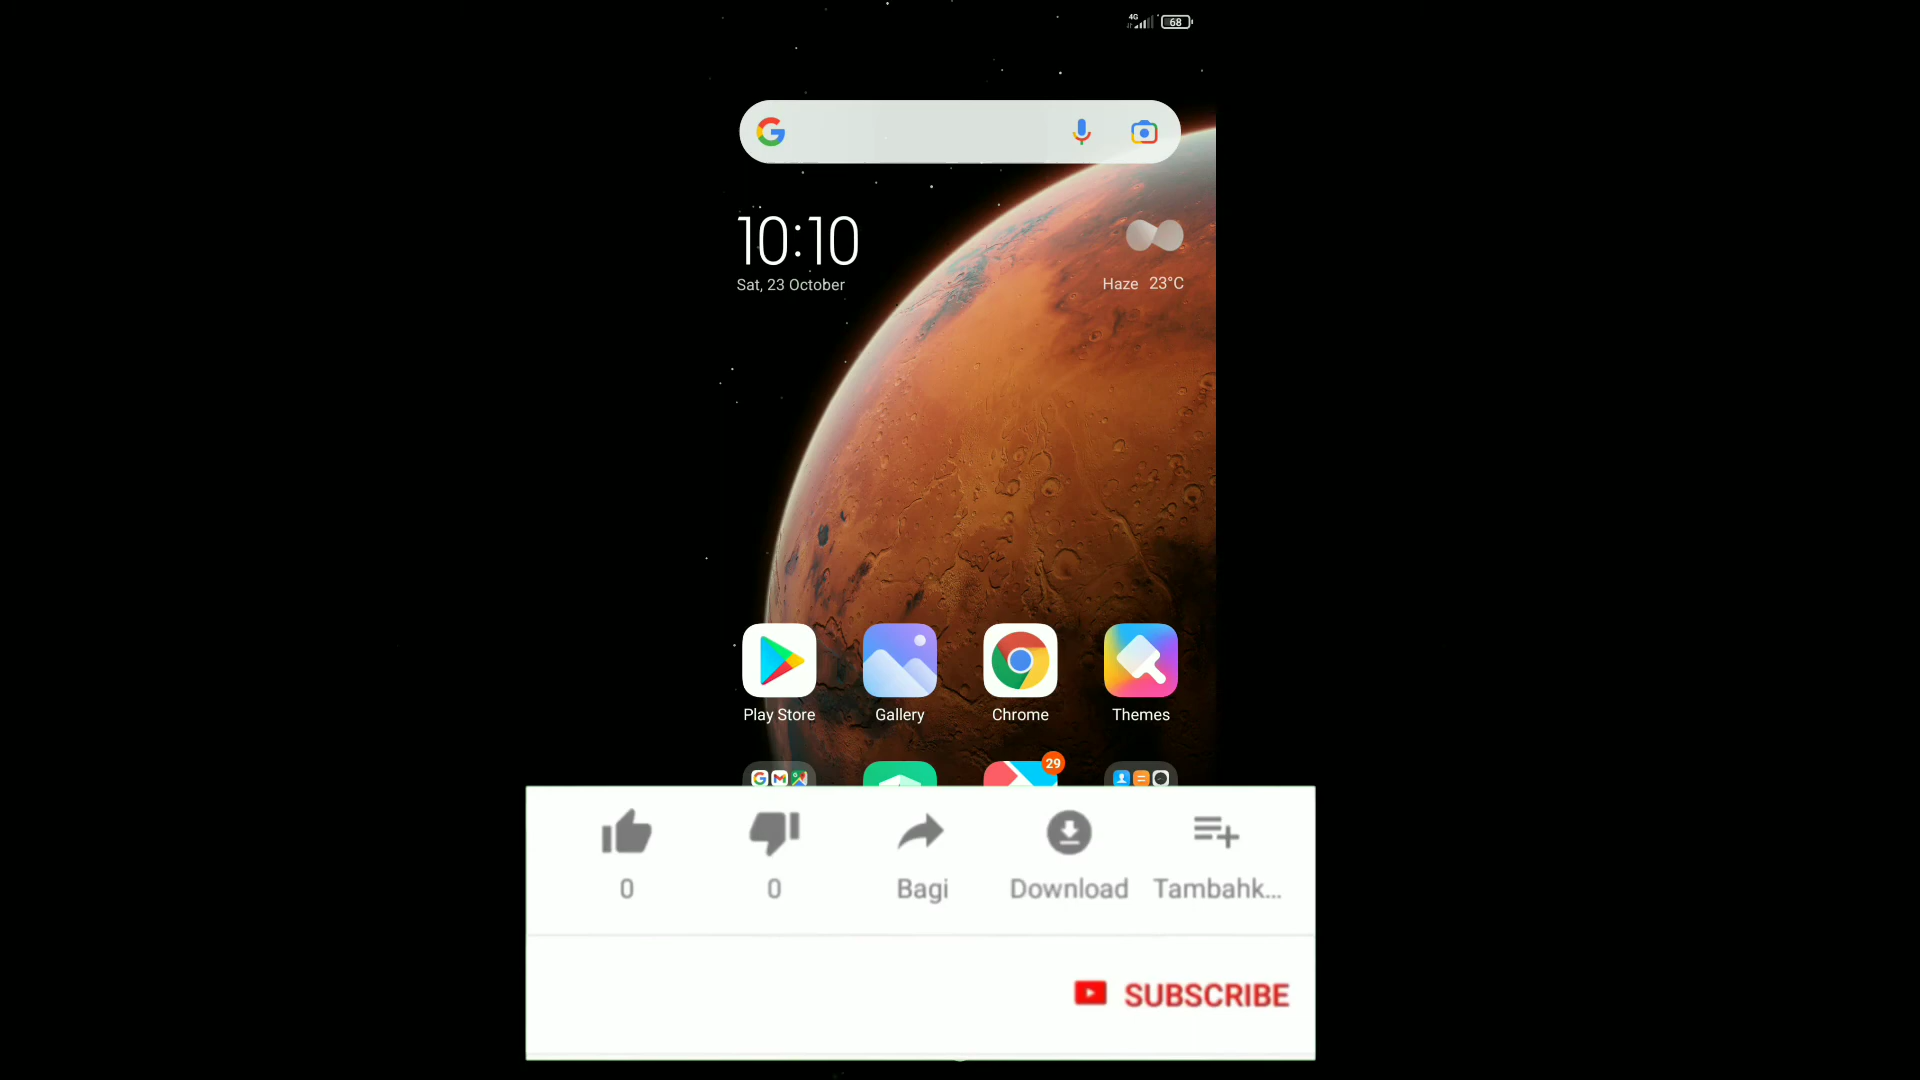 4G 68
10:10
Sat, 23 October
Haze 23°C
Play Store Gallery Chrome Themes
29
0 0 Bagi Download Tambahk...
SUBSCRIBE